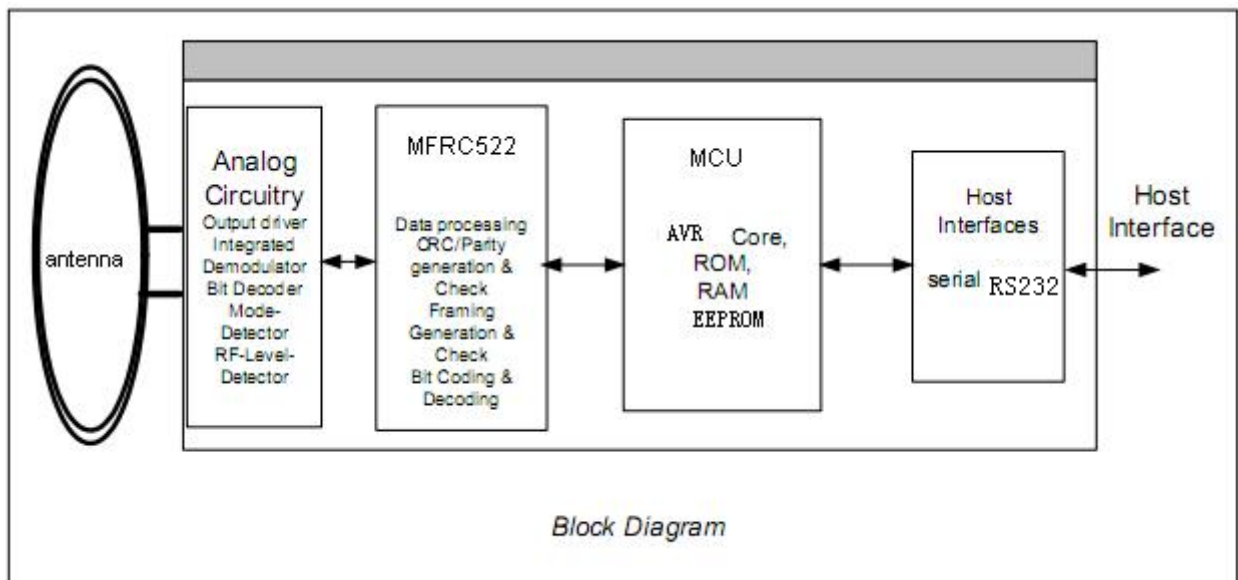 antenna
Analog
Circuitry
Output driver
Integrated
Demodulator
Bit Decoder
Mode-
Detector
RF-Level-
Detector
MFRC522
Data processing
CRC/Parity
generation &
Check
Framing
Generation &
Check
Bit Coding &
Decoding
MCU
AVR Core,
ROM,
RAM
EEPROM
Host
Interfaces
serial RS232
Host
Interface
Block Diagram